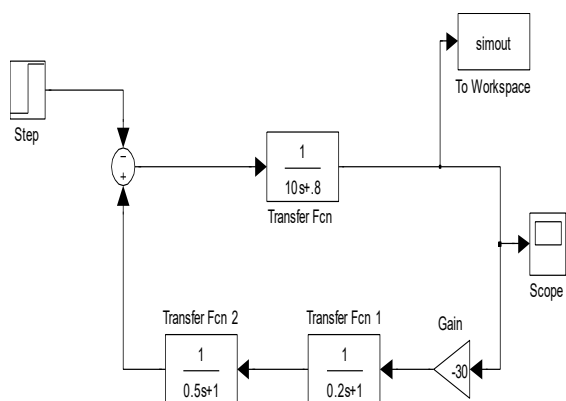 simout
To Workspace
Step
−
+
1
10s+.8
Transfer Fcn
Scope
Transfer Fcn 2
Transfer Fcn 1
Gain
1
0.5s+1
1
0.2s+1
-30